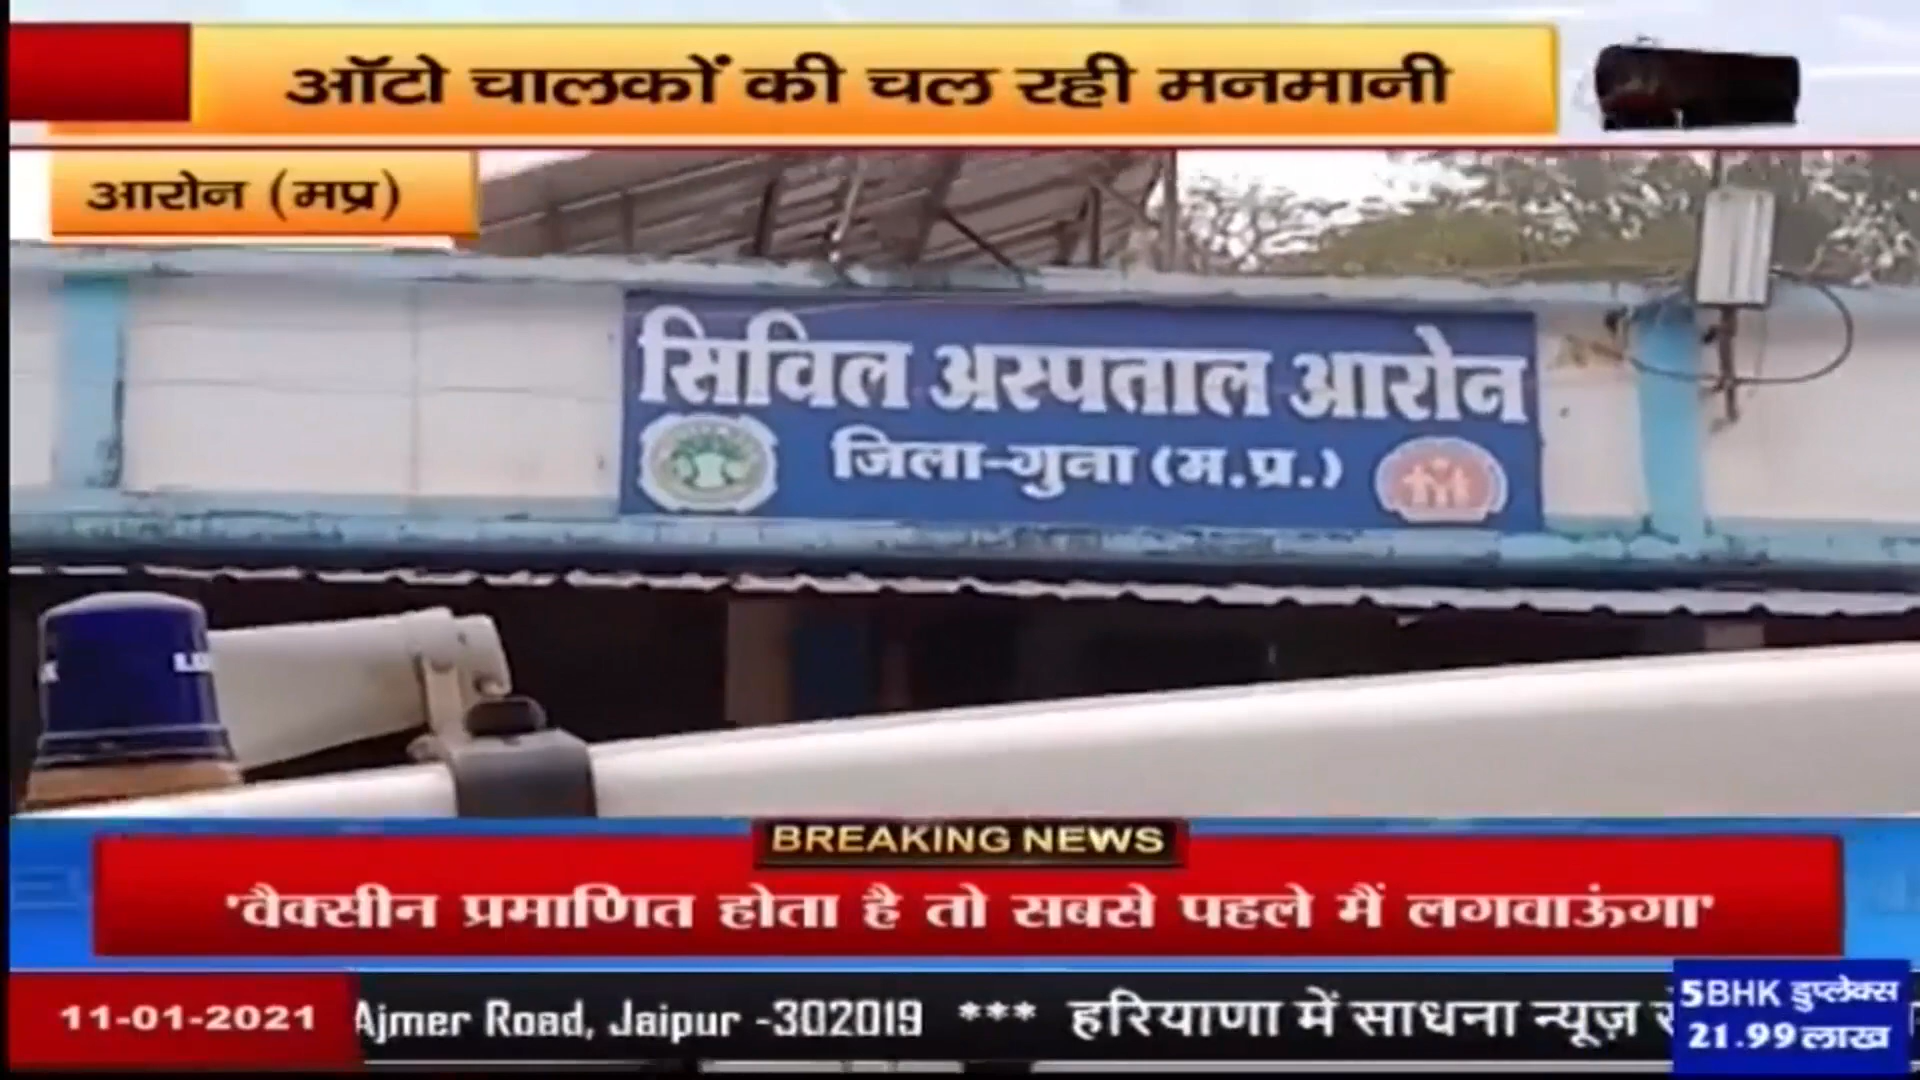 ऑटो चालकों की चल रही मनमानी
आरोन (मप्र)
सिविल अस्पताल आरोन
जिला-गुना (म.प्र.)
BREAKING NEWS
'वैक्सीन प्रमाणित होता है तो सबसे पहले मैं लगवाऊंगा'
11-01-2021
Ajmer Road, Jaipur -302019 *** हरियाणा में साधना न्यूज़
5BHK डुप्लेक्स
21.99 लाख